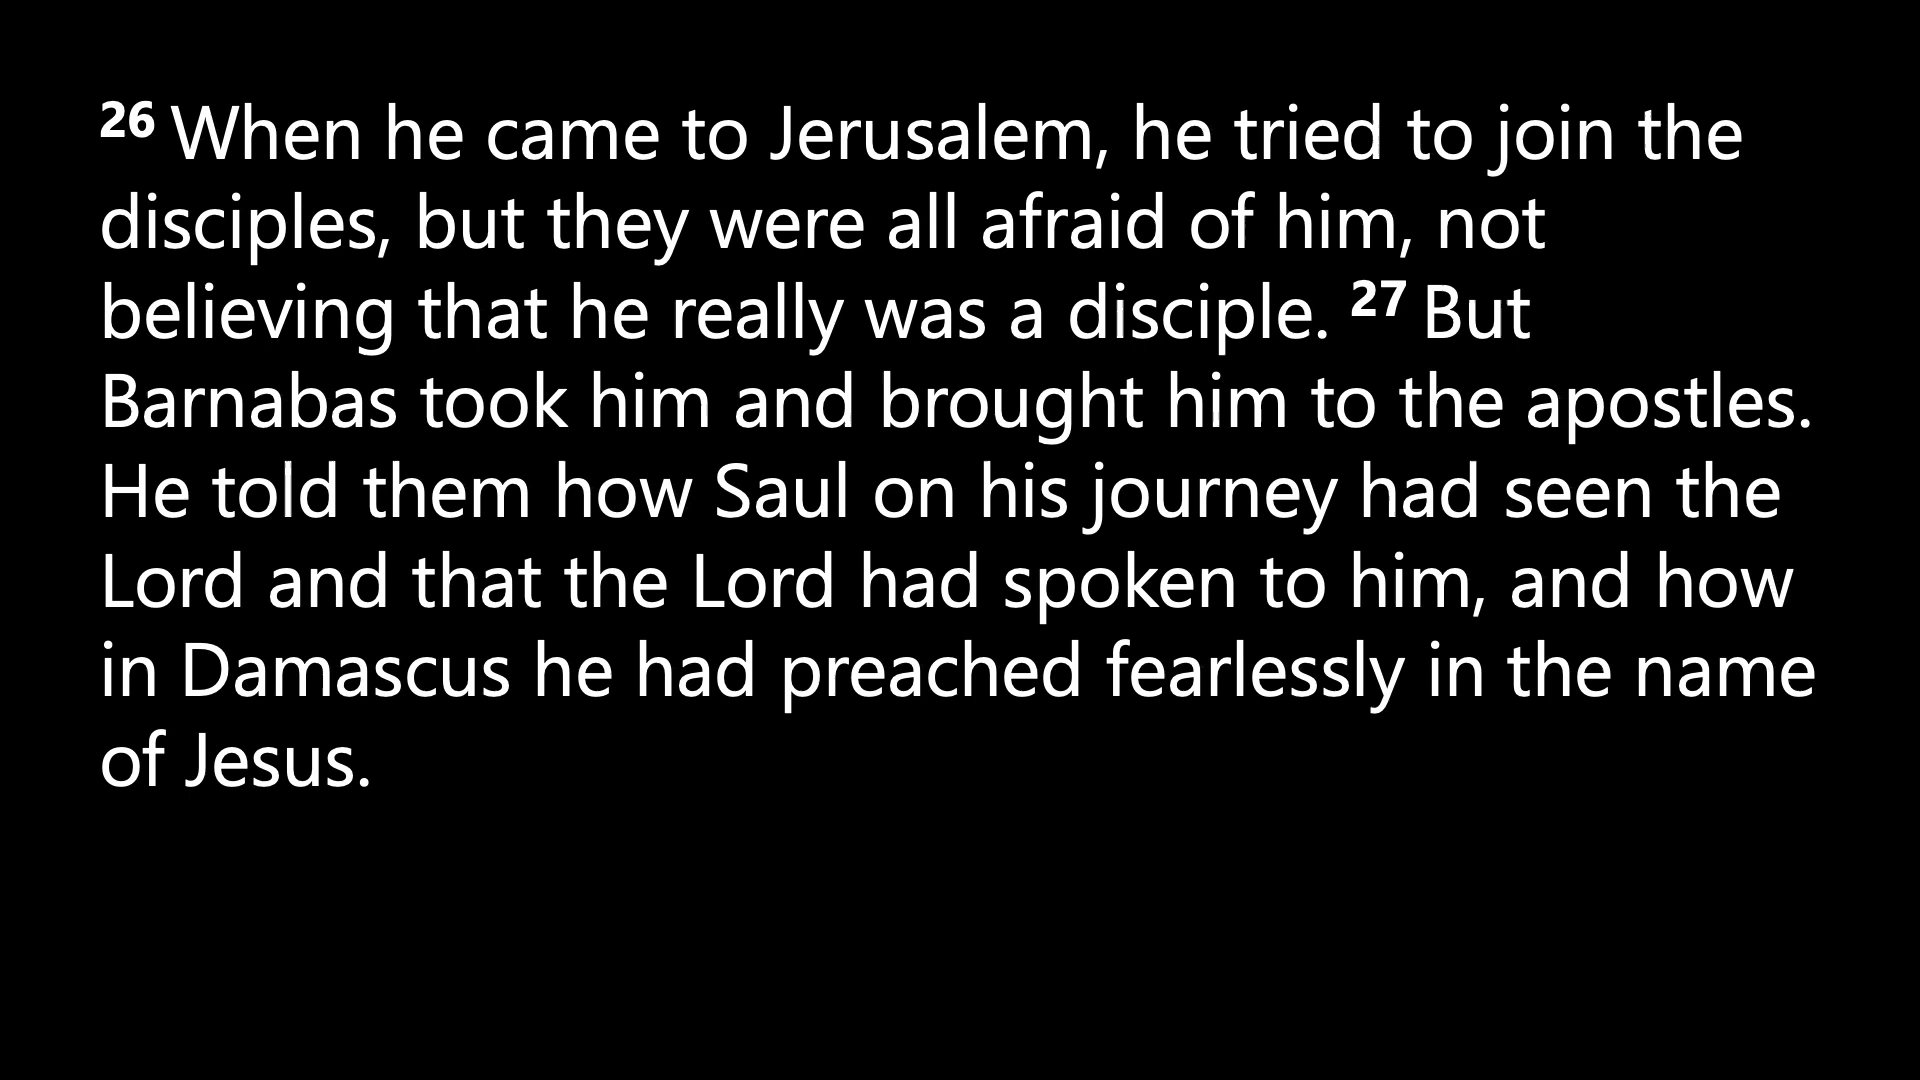 26 When he came to Jerusalem, he tried to join the
disciples, but they were all afraid of him, not
believing that he really was a disciple. 27 But
Barnabas took him and brought him to the apostles.
He told them how Saul on his journey had seen the
Lord and that the Lord had spoken to him, and how
in Damascus he had preached fearlessly in the name
of Jesus.